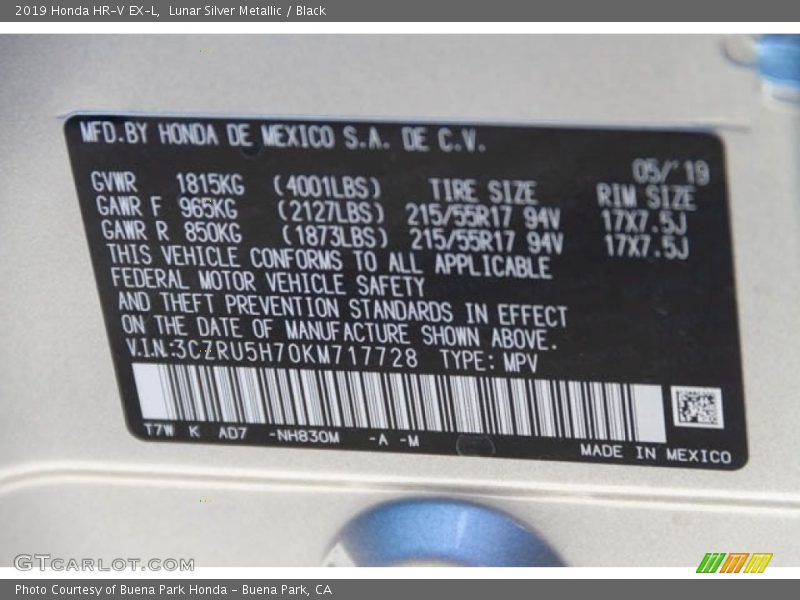 2019 Honda HR-V EX-L,  Lunar Silver Metallic / Black
MFD.BY HONDA DE MEXICO S.A. DE C.V.
05/'19
GVWR 1815KG (4001LBS) TIRE SIZE RIM SIZE
GAWR F 965KG (2127LBS) 215/55R17 94V 17X7.5J
GAWR R 850KG (1873LBS) 215/55R17 94V 17X7.5J
THIS VEHICLE CONFORMS TO ALL APPLICABLE
FEDERAL MOTOR VEHICLE SAFETY
AND THEFT PREVENTION STANDARDS IN EFFECT
ON THE DATE OF MANUFACTURE SHOWN ABOVE.
V.I.N.:3CZRU5H70KM717728 TYPE: MPV
T7W K AD7 -NH830M -A -M
MADE IN MEXICO
GTCARLOT.COM
Photo Courtesy of Buena Park Honda - Buena Park, CA